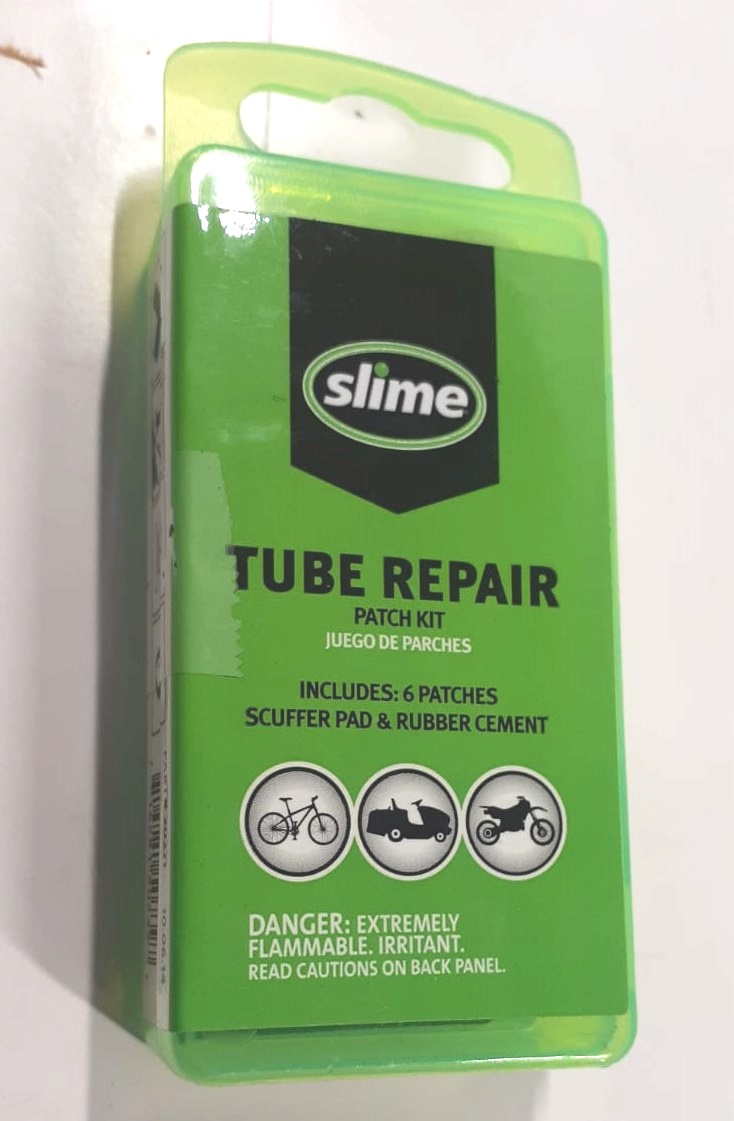 slime
TUBE REPAIR
PATCH KIT
JUEGO DE PARCHES
INCLUDES: 6 PATCHES
SCUFFER PAD & RUBBER CEMENT
DANGER: EXTREMELY
FLAMMABLE. IRRITANT.
READ CAUTIONS ON BACK PANEL.